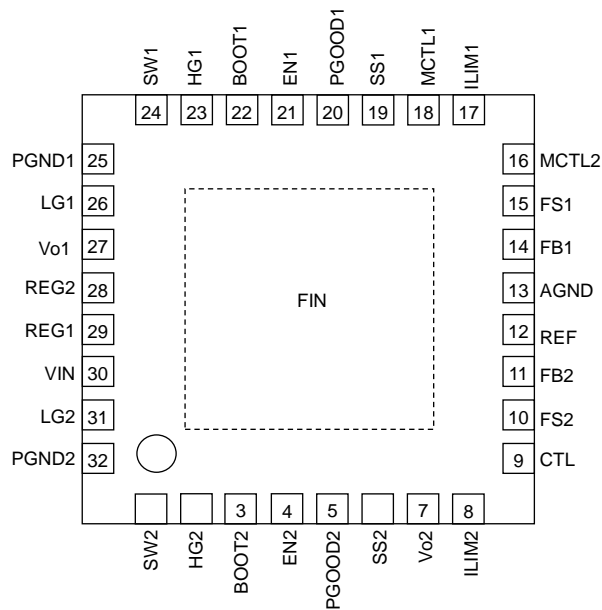 SW1 HG1 BOOT1 EN1 PGOOD1 SS1 MCTL1 ILIM1
24 23 22 21 20 19 18 17
PGND1 25 16 MCTL2
LG1 26 15 FS1
Vo1 27 14 FB1
REG2 28 13 AGND
FIN
REG1 29 12 REF
VIN 30 11 FB2
LG2 31 10 FS2
PGND2 32 9 CTL
3 4 5 7 8
SW2 HG2 BOOT2 EN2 PGOOD2 SS2 Vo2 ILIM2